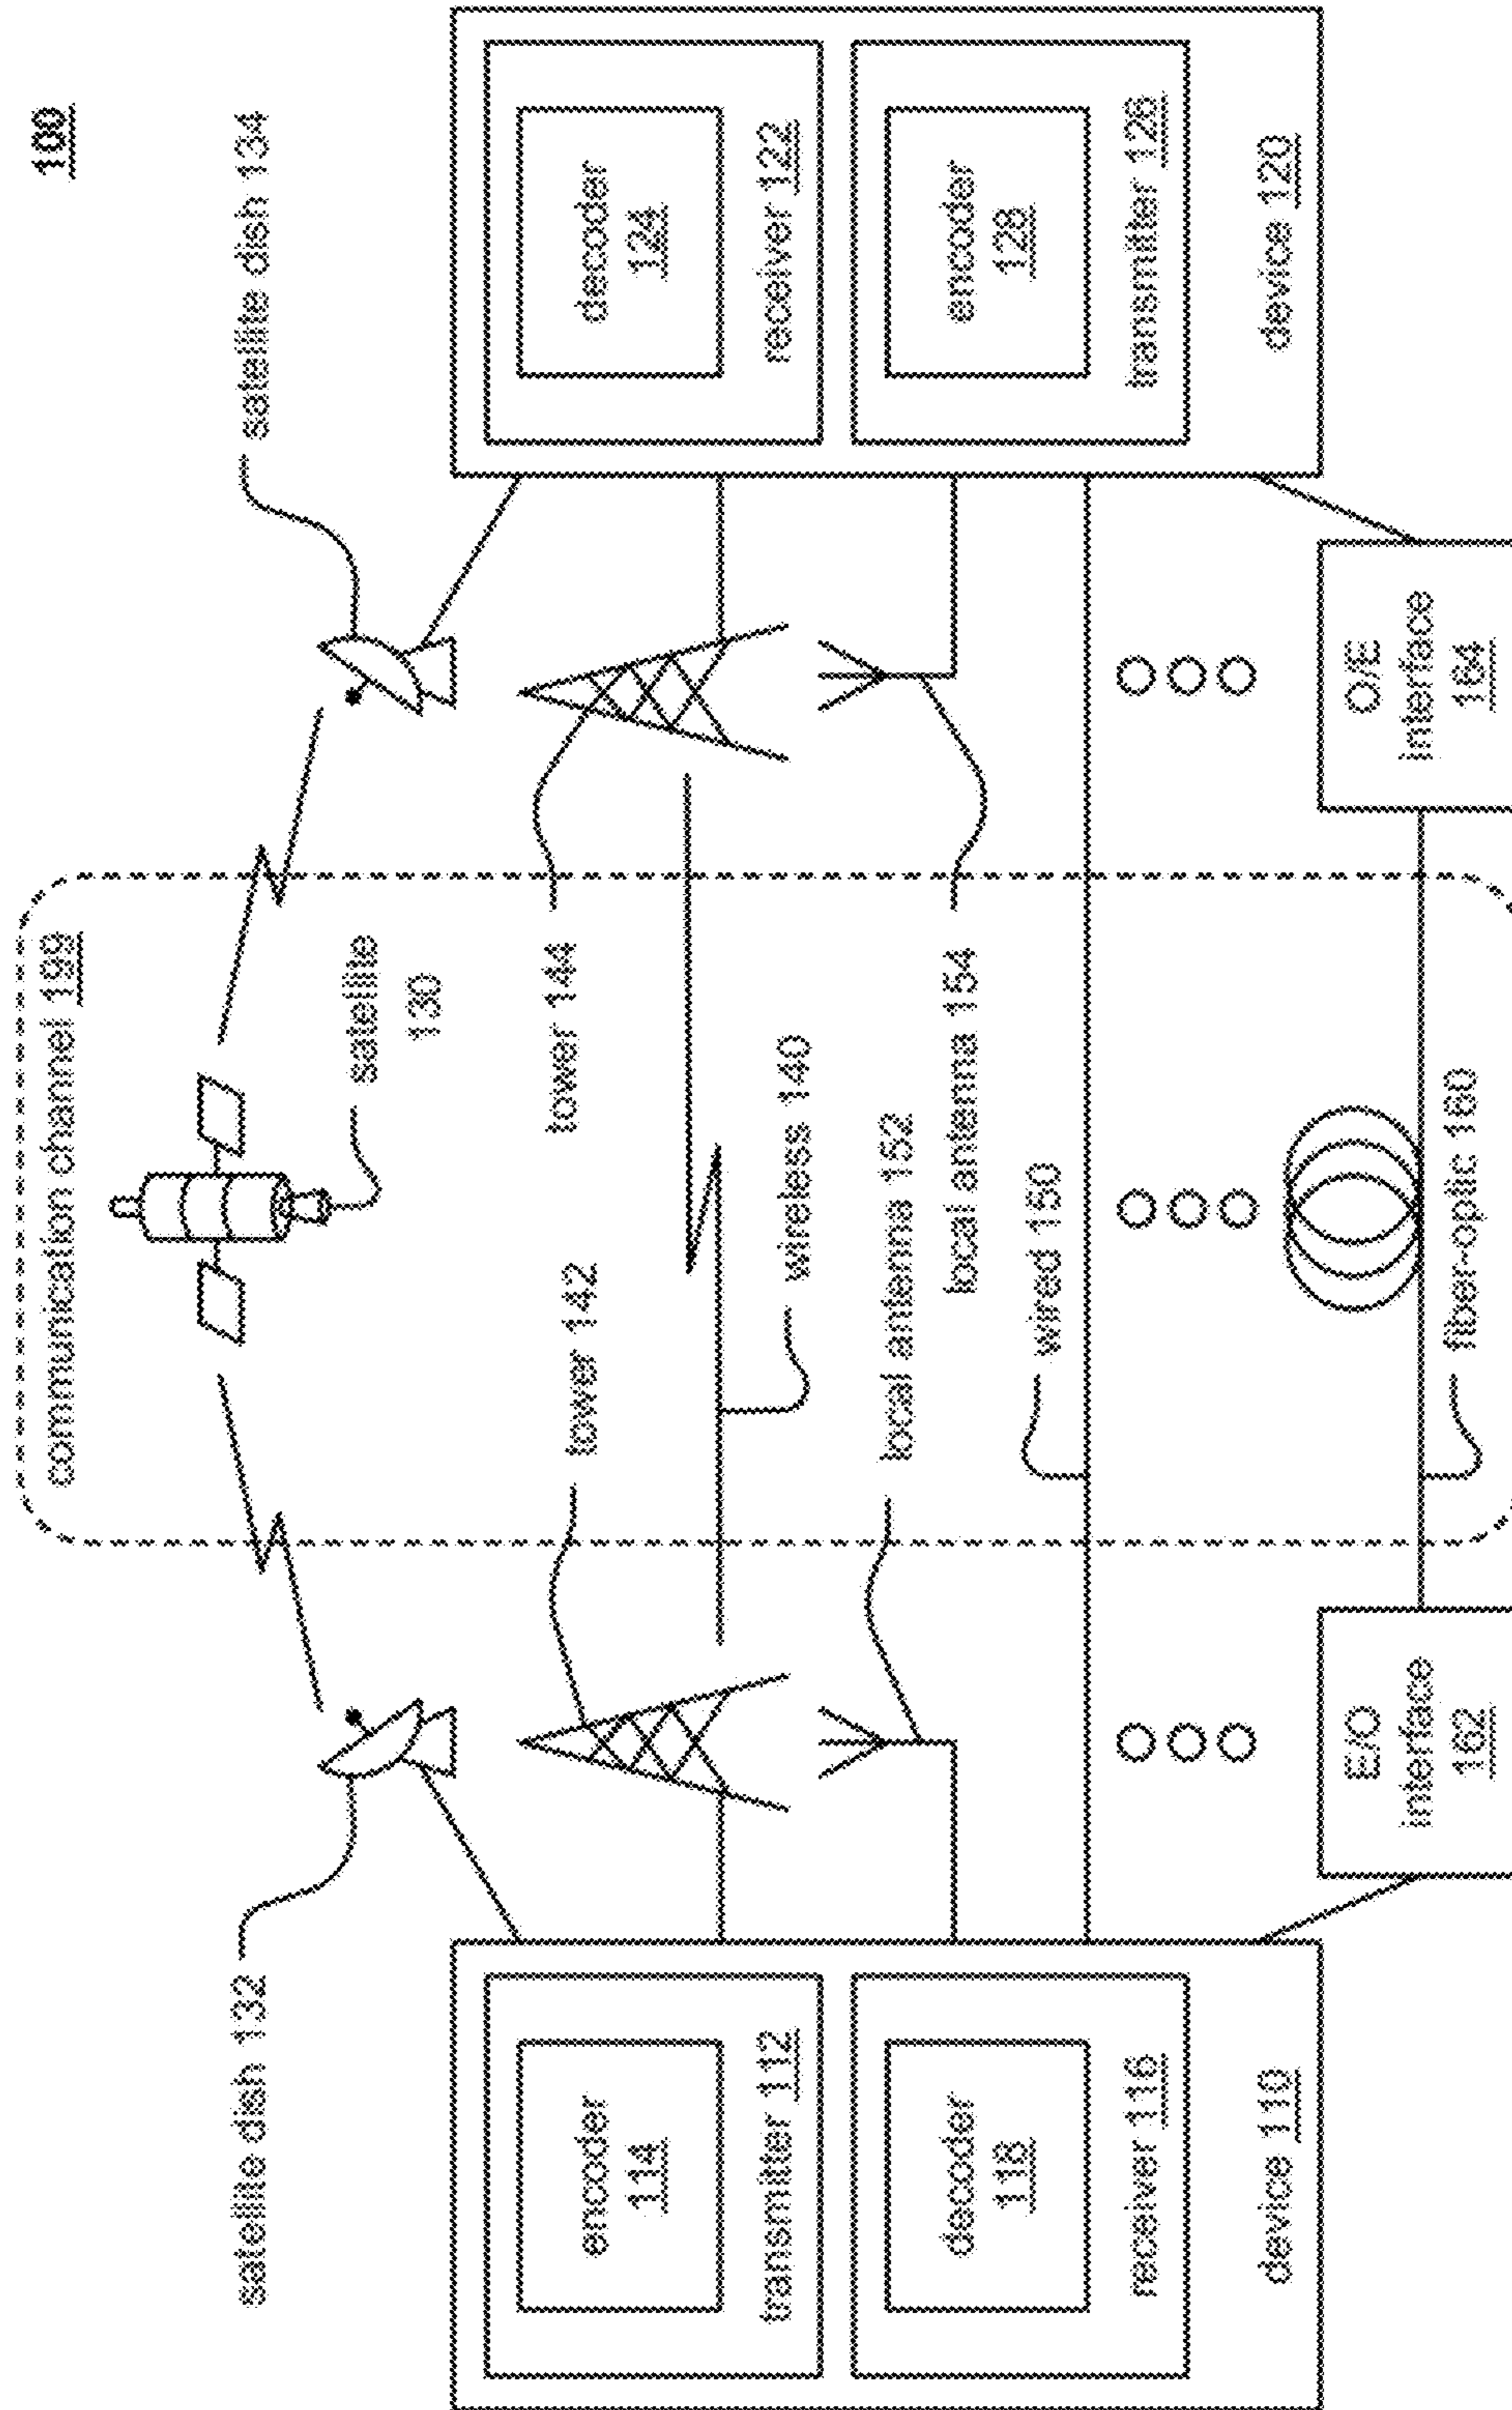 100
communication channel 199
satellite dish 132
satellite dish 134
satellite
130
tower 142
tower 144
wireless 140
local antenna 152
local antenna 154
wired 150
fiber-optic 160
encoder
114
transmitter 112
decoder
118
receiver 116
device 110
decoder
124
receiver 122
encoder
128
transmitter 126
device 120
E/O
interface
162
O/E
interface
164